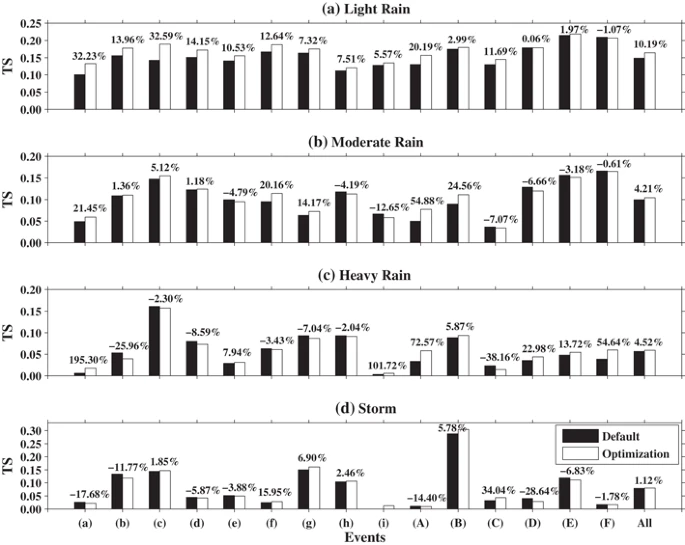 (a) Light Rain
TS
0.25
0.20
0.15
0.10
0.05
0.00
32.23% 13.96% 32.59% 14.15% 10.53% 12.64% 7.32% 7.51% 5.57% 20.19% 2.99% 11.69% 0.06% 1.97% −1.07% 10.19%
(b) Moderate Rain
TS
0.20
0.15
0.10
0.05
0.00
21.45% 1.36% 5.12% 1.18% −4.79% 20.16% 14.17% −4.19% −12.65% 54.88% 24.56% −7.07% −6.66% −3.18% −0.61% 4.21%
(c) Heavy Rain
TS
0.20
0.15
0.10
0.05
0.00
195.30% −25.96% −2.30% −8.59% 7.94% −3.43% −7.04% −2.04% 101.72% 72.57% 5.87% −38.16% 22.98% 13.72% 54.64% 4.52%
(d) Storm
TS
0.30
0.25
0.20
0.15
0.10
0.05
0.00
−17.68% −11.77% 1.85% −5.87% −3.88% 15.95% 6.90% 2.46% −14.40% 5.78% 34.04% −28.64% −6.83% −1.78% 1.12%
Default
Optimization
(a) (b) (c) (d) (e) (f) (g) (h) (i) (A) (B) (C) (D) (E) (F) All
Events